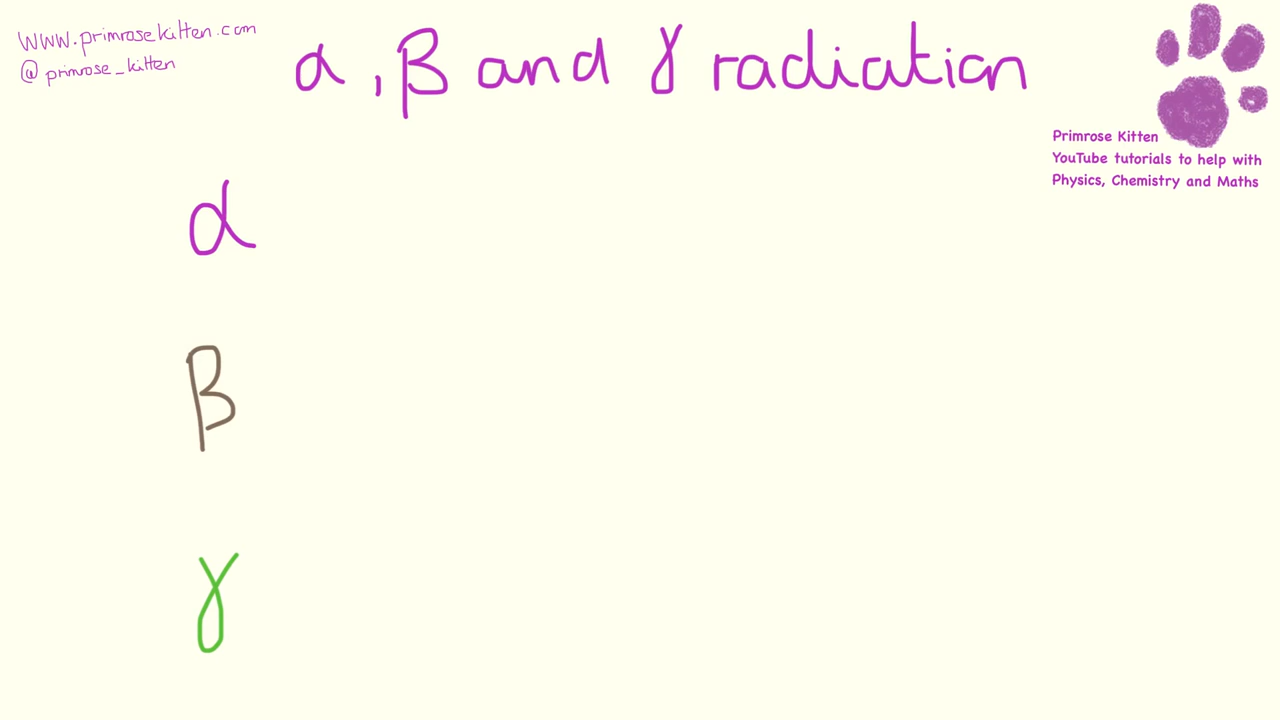 www.primrosekitten.com
@ primrose_kitten
α, β and γ radiation
Primrose Kitten
YouTube tutorials to help with
Physics, Chemistry and Maths
α
β
γ